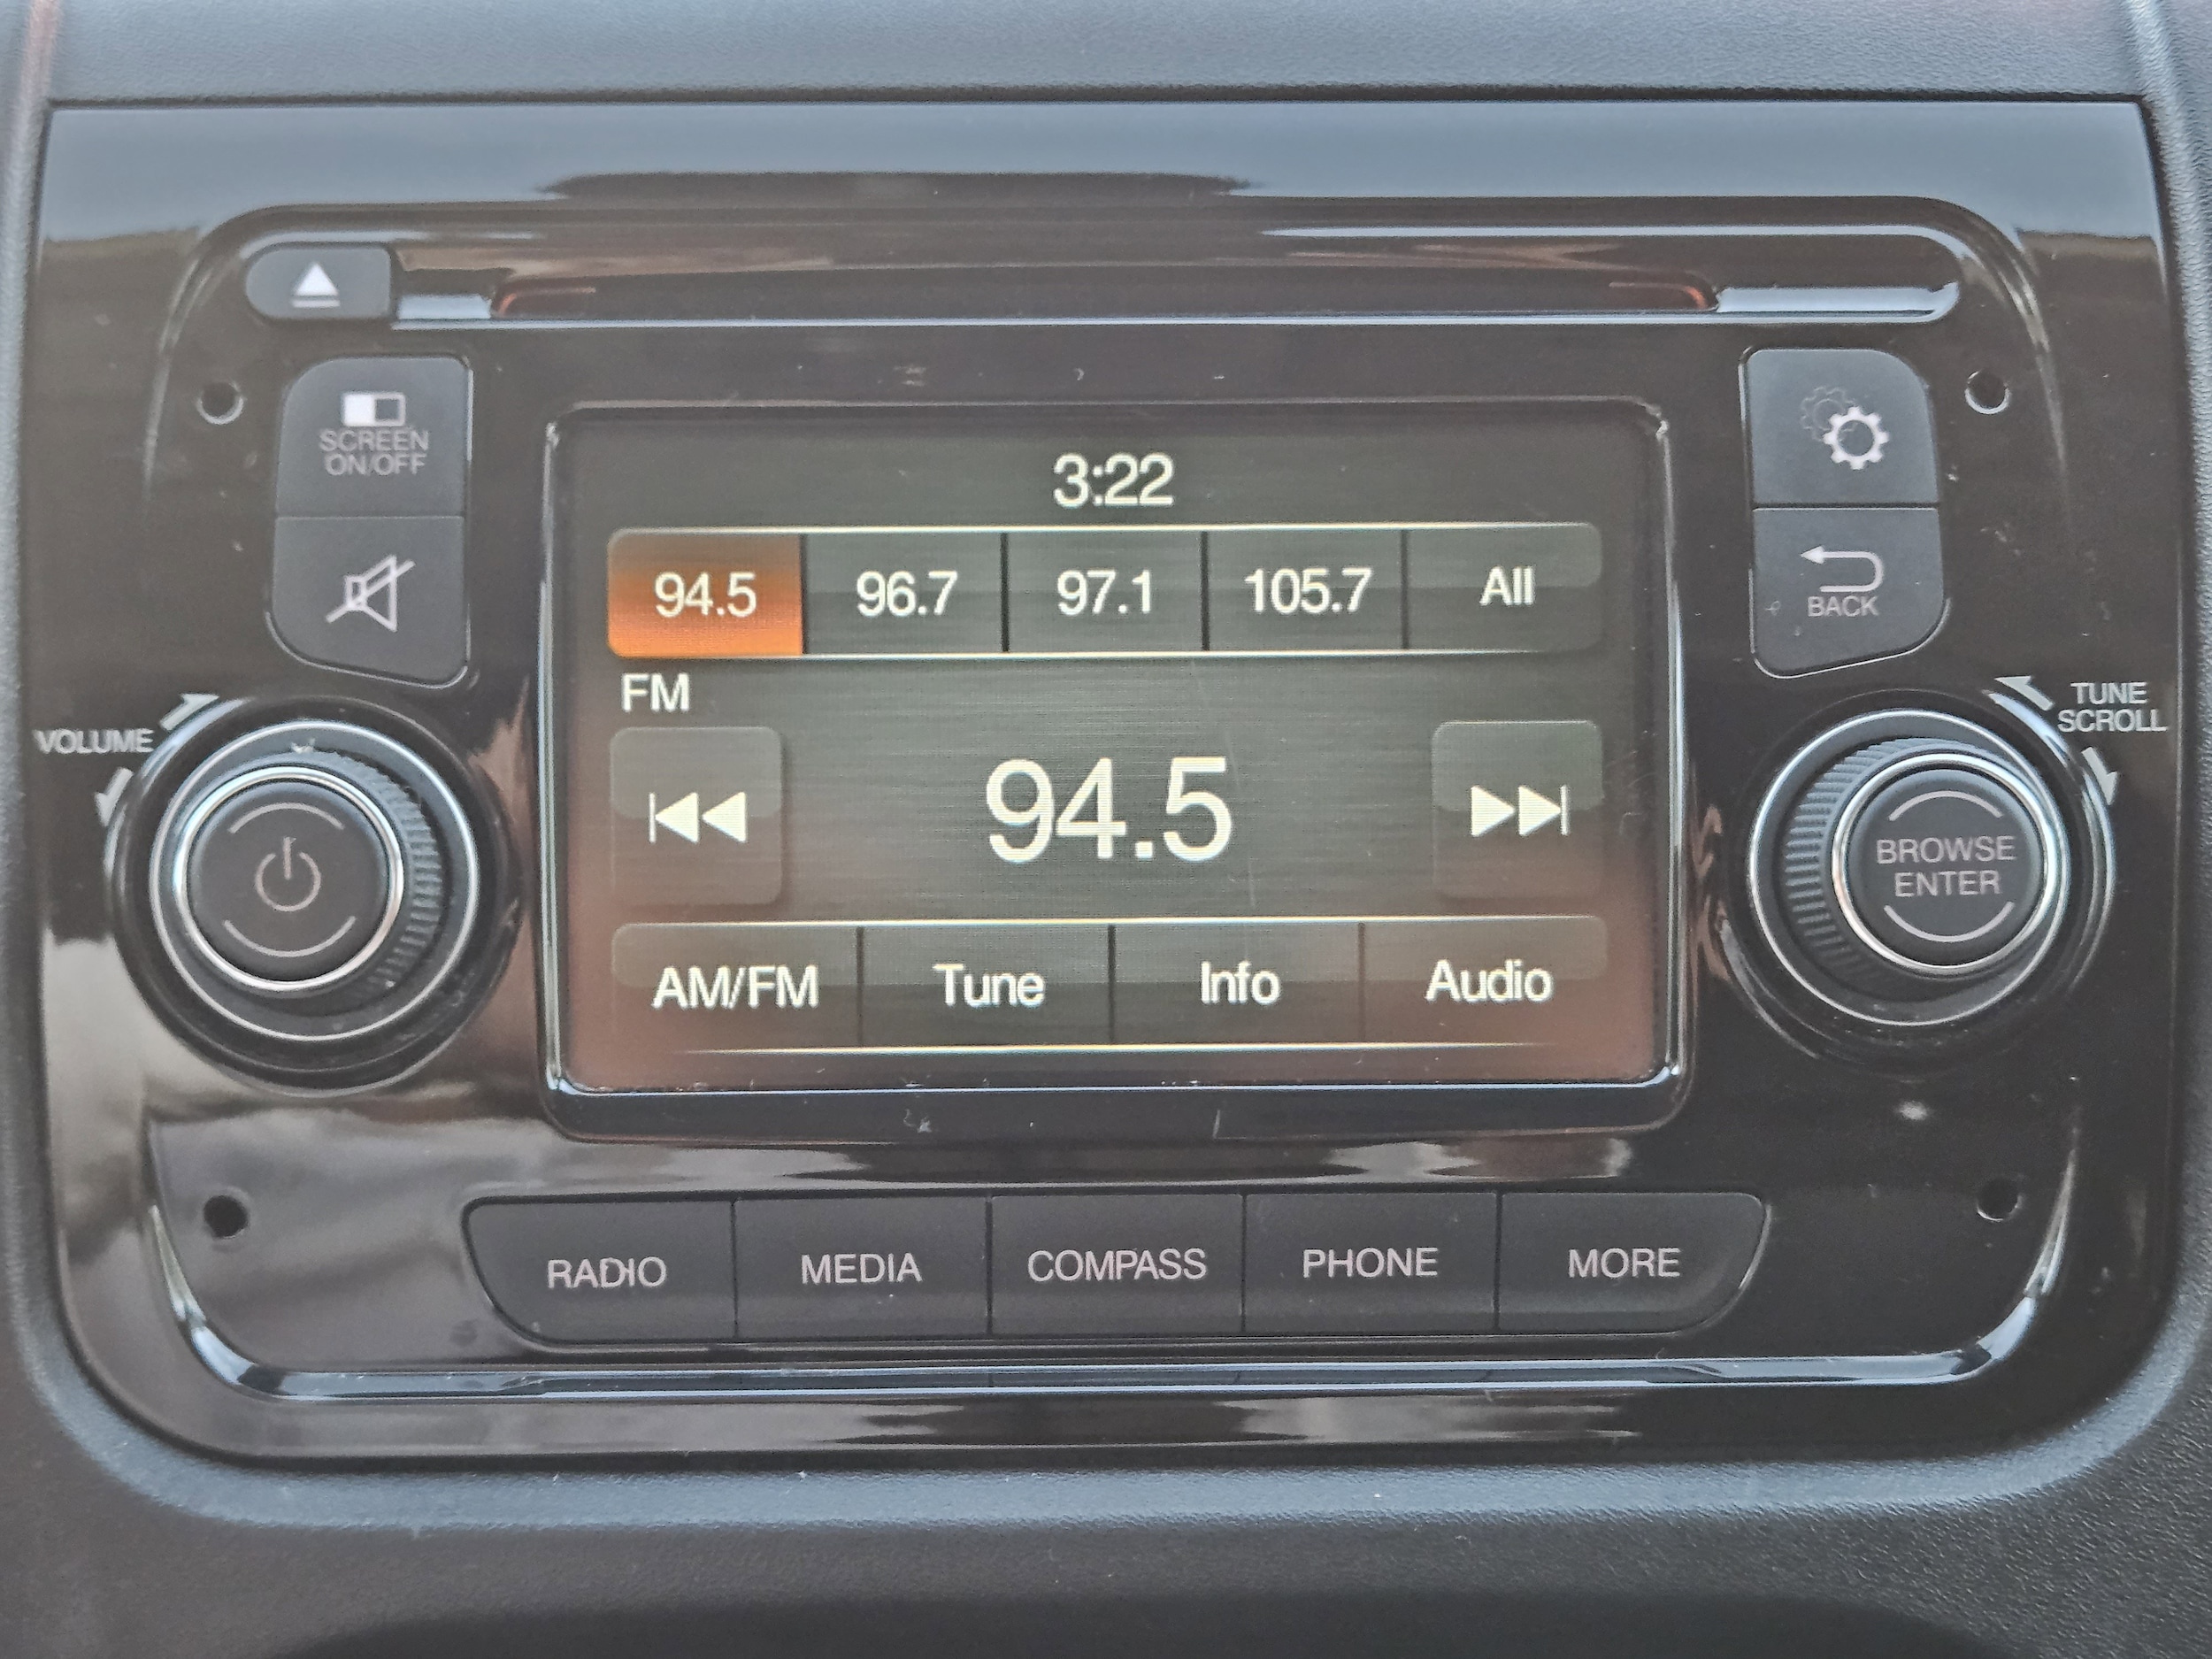 SCREEN
ON/OFF
3:22
94.5 96.7 97.1 105.7 All
BACK
FM
VOLUME
TUNE
SCROLL
94.5
BROWSE
ENTER
AM/FM Tune Info Audio
RADIO MEDIA COMPASS PHONE MORE